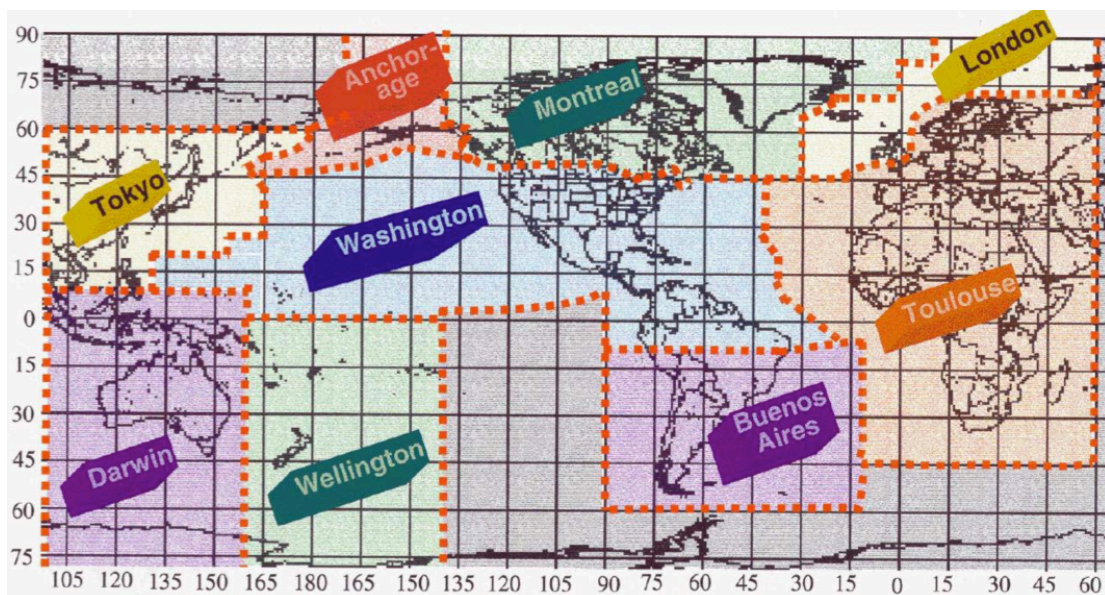 90
75
60
45
30
15
0
15
30
45
60
75
Anchor-
age
Montreal
London
Tokyo
Washington
Toulouse
Darwin
Wellington
Buenos
Aires
105 120 135 150 165 180 165 150 135 120 105 90 75 60 45 30 15 0 15 30 45 60